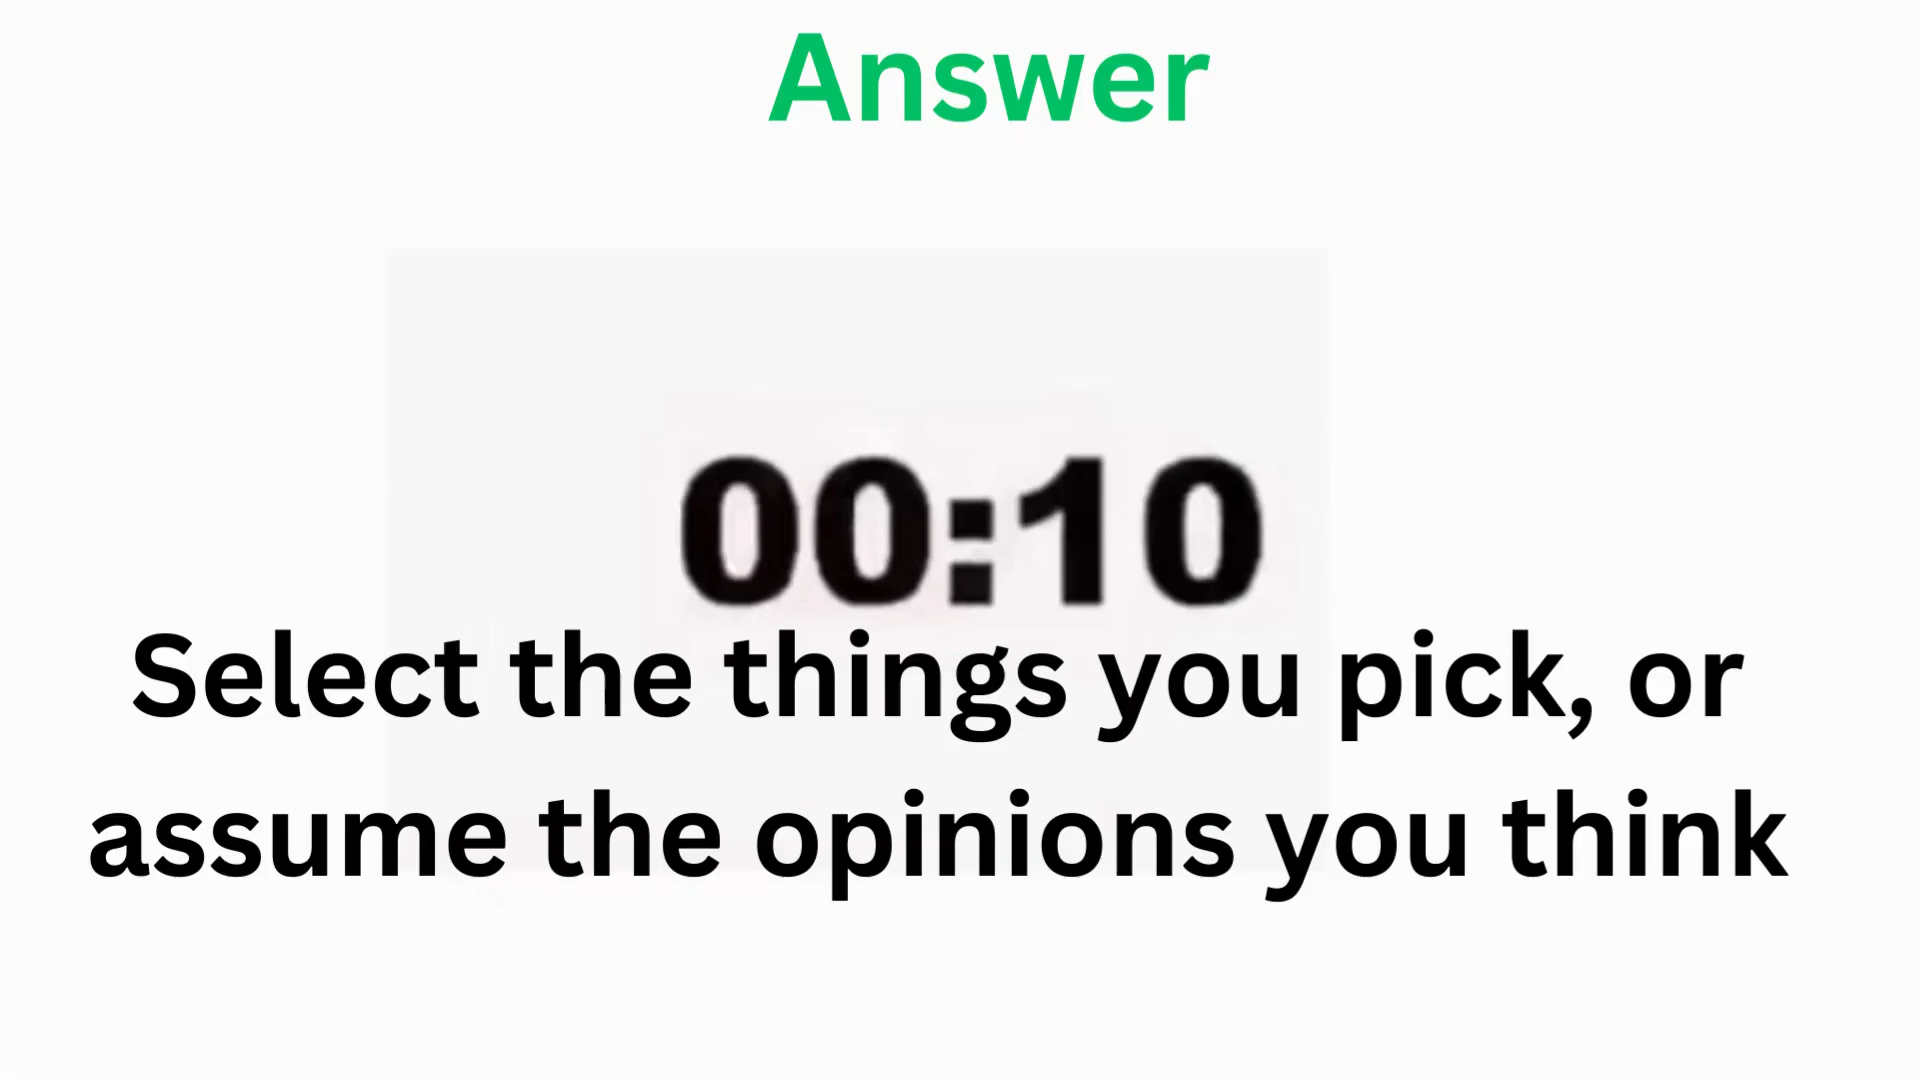 Answer
00:10
Select the things you pick, or
assume the opinions you think